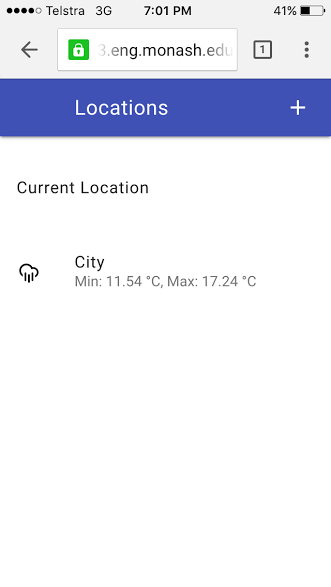 Telstra 3G 7:01 PM 41%
3.eng.monash.edu 1
Locations +
Current Location
City
Min: 11.54 °C, Max: 17.24 °C